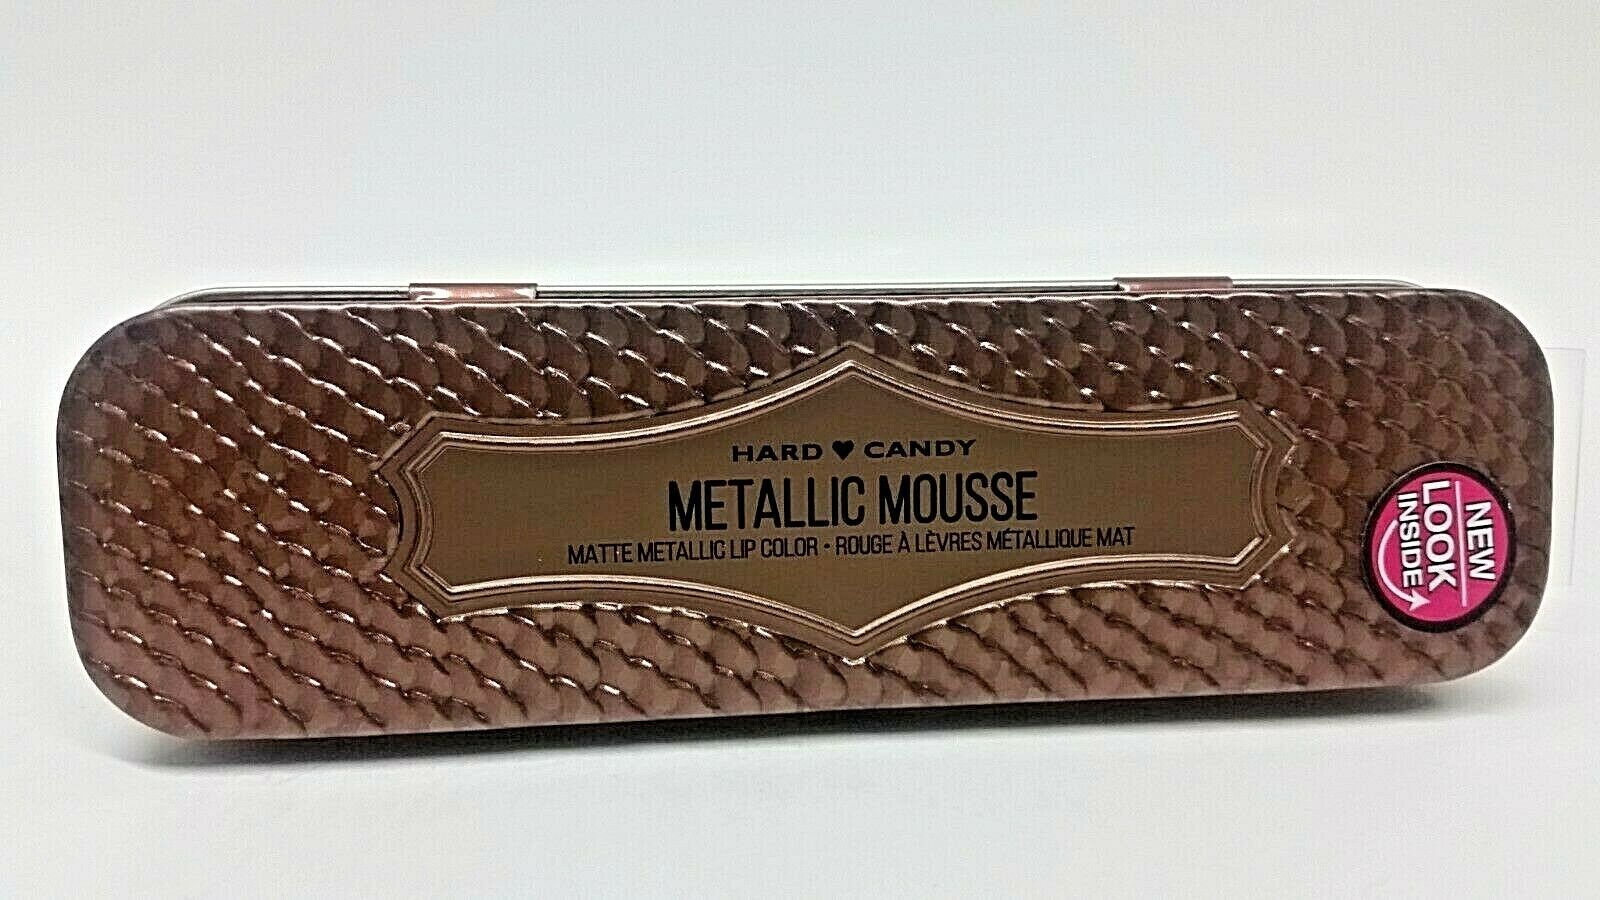 HARD ♥ CANDY
METALLIC MOUSSE
MATTE METALLIC LIP COLOR • ROUGE À LÈVRES MÉTALLIQUE MAT
NEW
LOOK
INSIDE